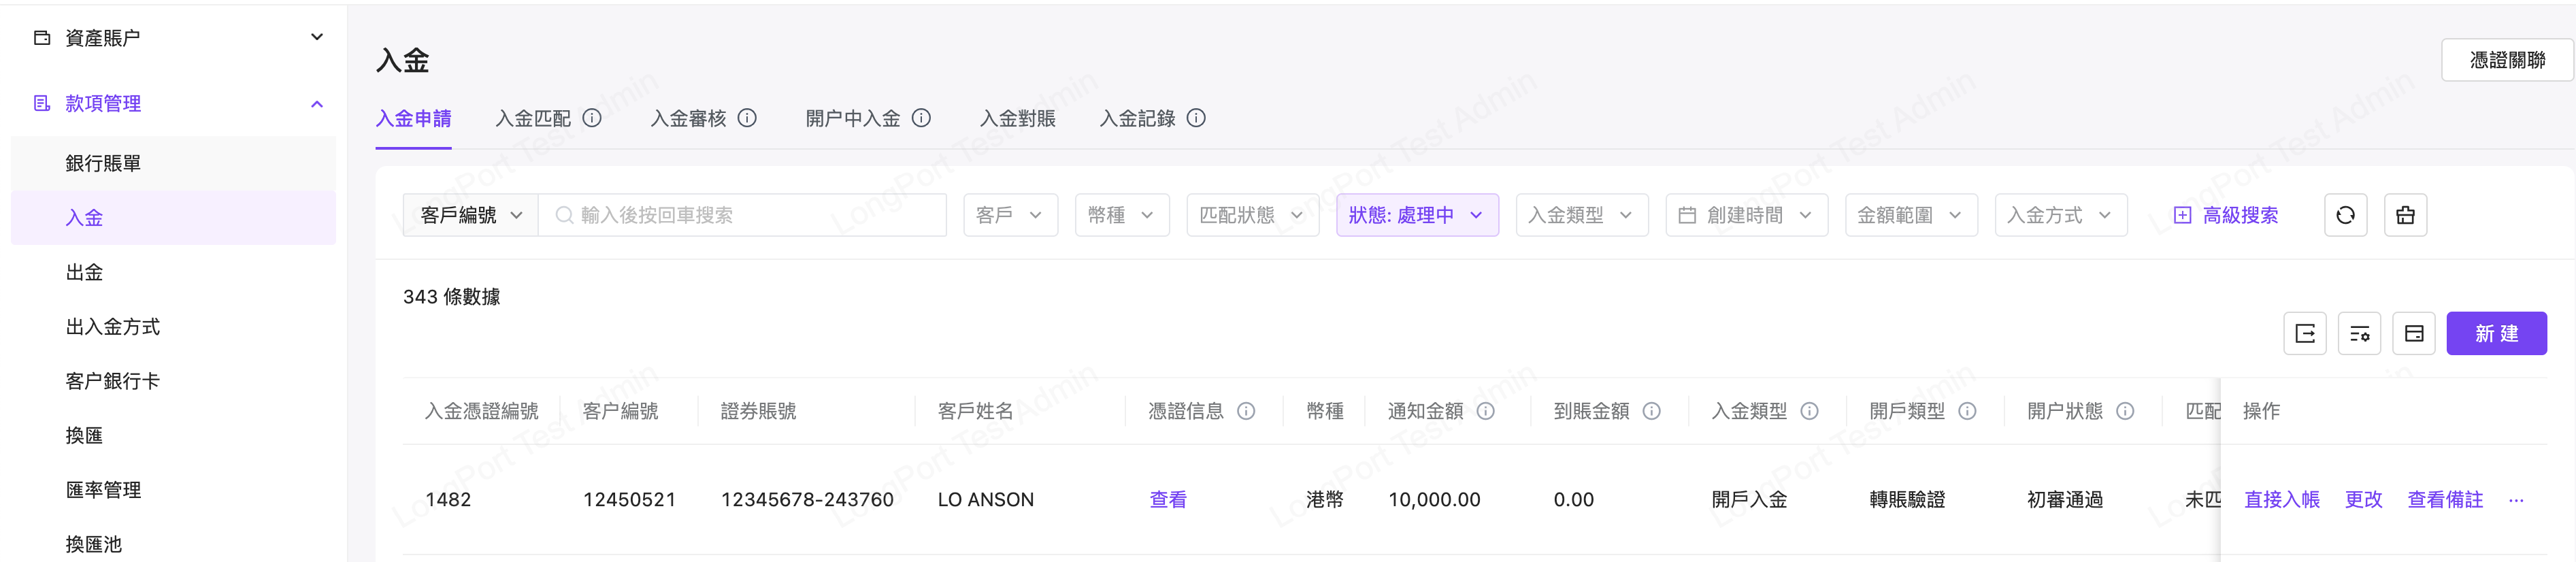 資產賬户
款項管理
銀行賬單
入金
出金
出入金方式
客户銀行卡
換匯
匯率管理
換匯池
入金
憑證關聯
入金申請 入金匹配 入金審核 開户中入金 入金對賬 入金記錄
客戶編號 輸入後按回車搜索 客戶 幣種 匹配狀態 狀態: 處理中 入金類型 創建時間 金額範圍 入金方式 高級搜索
343 條數據
新 建
入金憑證編號 客户編號 證券賬號 客戶姓名 憑證信息 幣種 通知金額 到賬金額 入金類型 開戶類型 開户狀態 匹配 操作
1482 12450521 12345678-243760 LO ANSON 查看 港幣 10,000.00 0.00 開戶入金 轉賬驗證 初審通過 未匹 直接入帳 更改 查看備註 ...
LongPort Test Admin